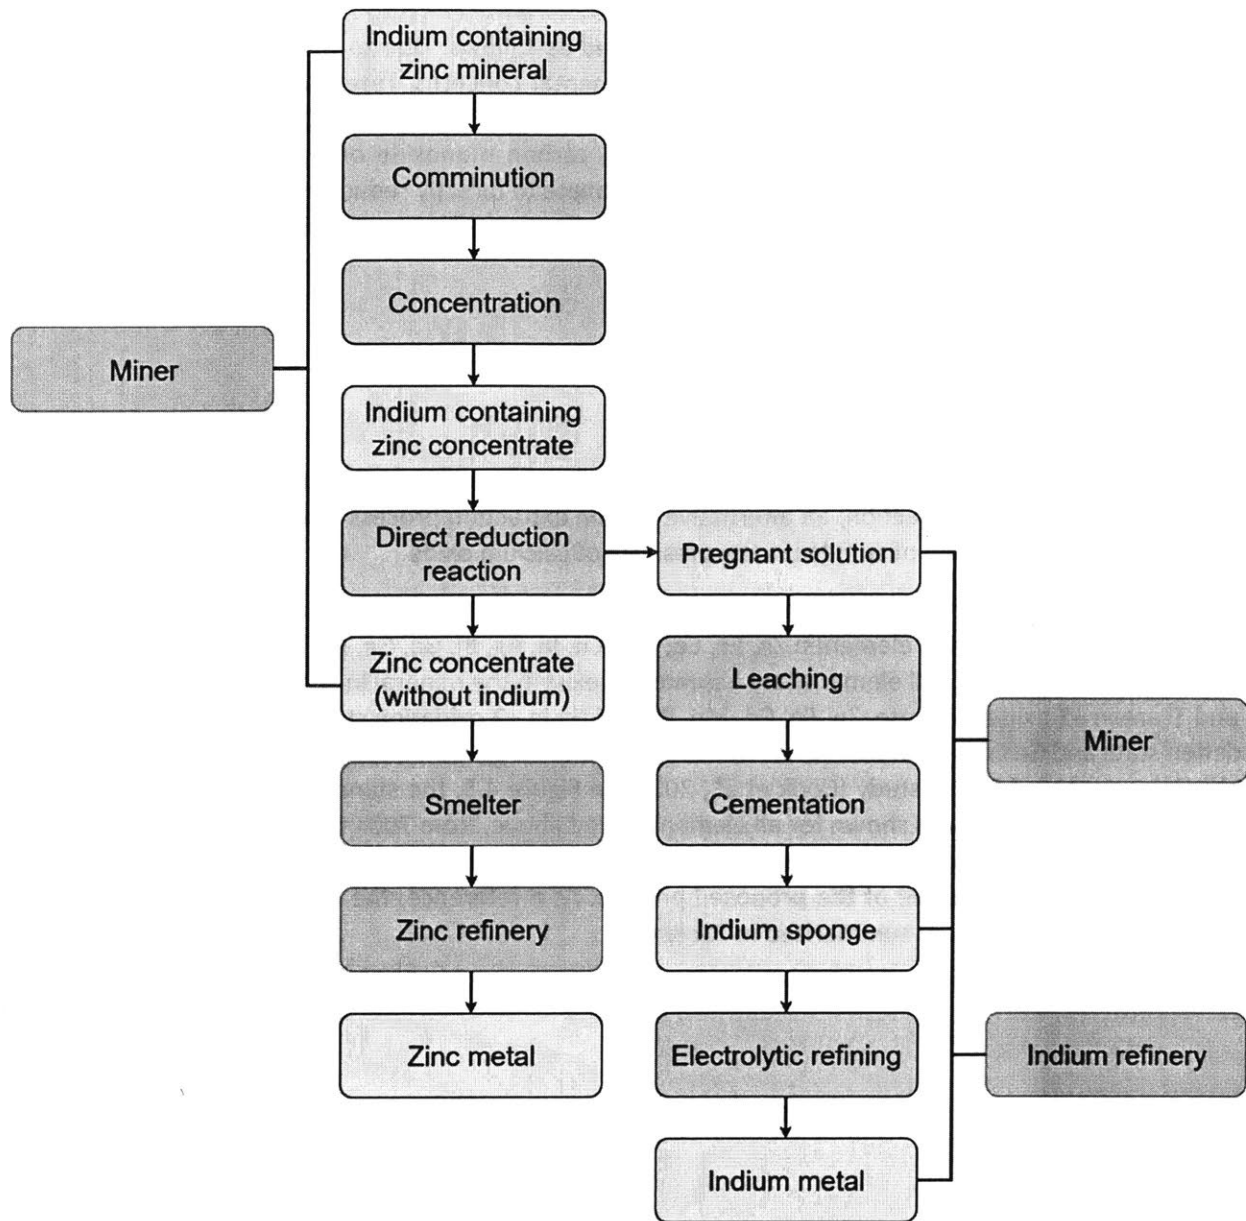 Indium containing
zinc mineral
Comminution
Concentration
Miner
Indium containing
zinc concentrate
Direct reduction
reaction
Pregnant solution
Zinc concentrate
(without indium)
Leaching
Miner
Smelter
Cementation
Zinc refinery
Indium sponge
Zinc metal
Electrolytic refining
Indium refinery
Indium metal